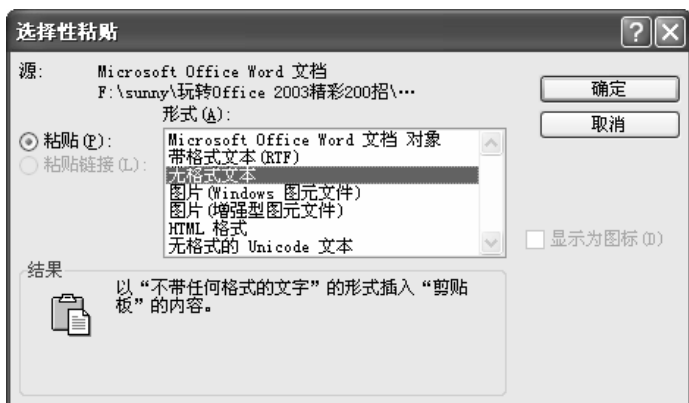 选择性粘贴
源: Microsoft Office Word 文档
F:\sunny\玩转Office 2003精彩200招\…
形式(A):
粘贴(P):
粘贴链接(L):
Microsoft Office Word 文档 对象
带格式文本(RTF)
无格式文本
图片(Windows 图元文件)
图片(增强型图元文件)
HTML 格式
无格式的 Unicode 文本
确定
取消
显示为图标(D)
结果
以“不带任何格式的文字”的形式插入“剪贴
板”的内容。